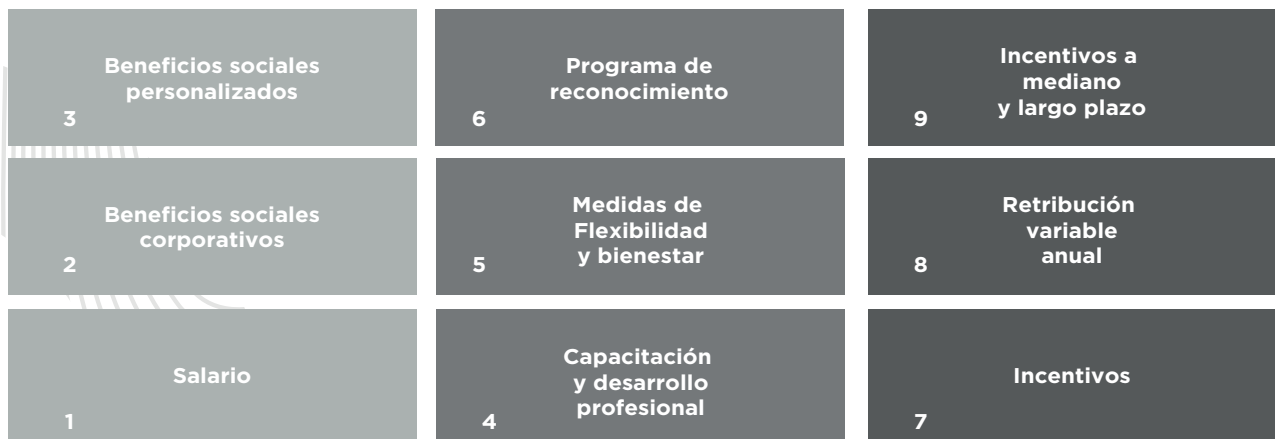 Beneficios sociales
personalizados
3
Programa de
reconocimiento
6
Incentivos a
mediano
y largo plazo
9
Beneficios sociales
corporativos
2
Medidas de
Flexibilidad
y bienestar
5
Retribución
variable
anual
8
Salario
1
Capacitación
y desarrollo
profesional
4
Incentivos
7